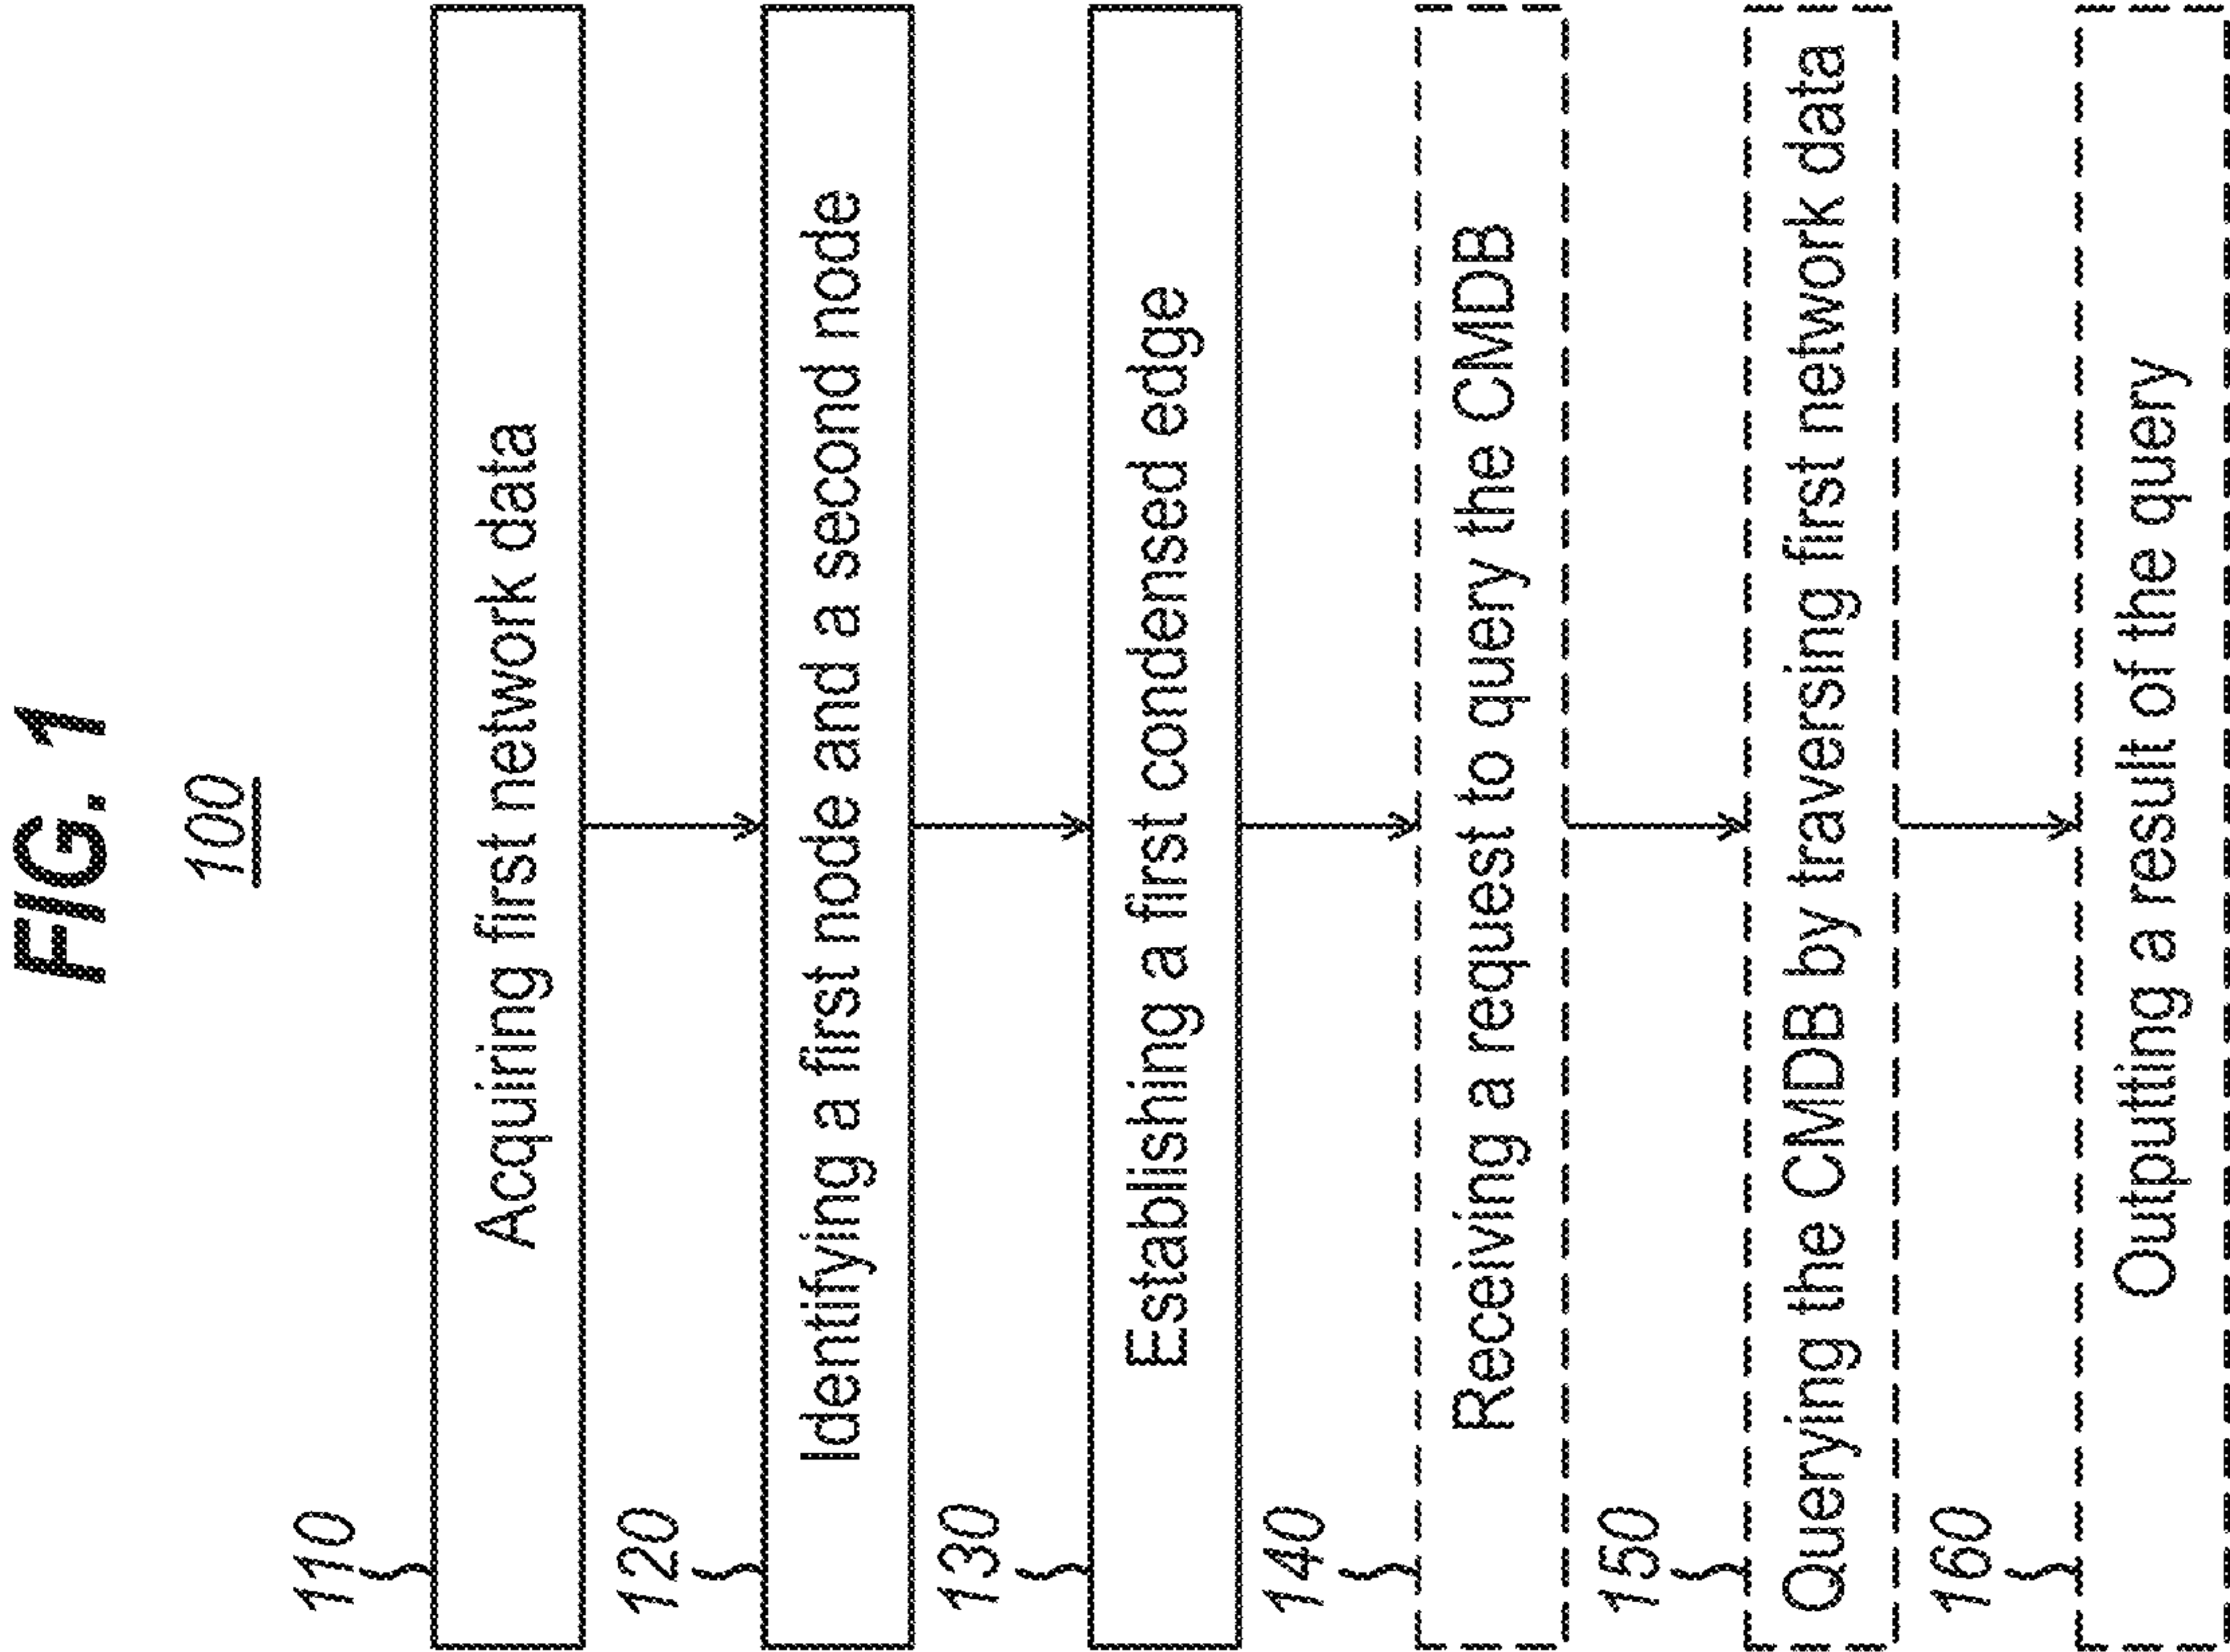 FIG. 1
100
110
Acquiring first network data
120
Identifying a first node and a second node
130
Establishing a first condensed edge
140
Receiving a request to query the CMDB
150
Querying the CMDB by traversing first network data
160
Outputting a result of the query